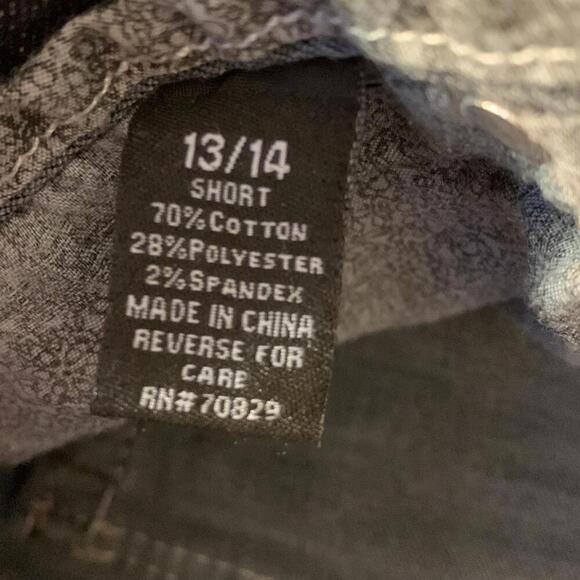 13/14
SHORT
70%COTTON
28%POLYESTER
2%SPANDEX
MADE IN CHINA
REVERSE FOR
CARE
RN#70829